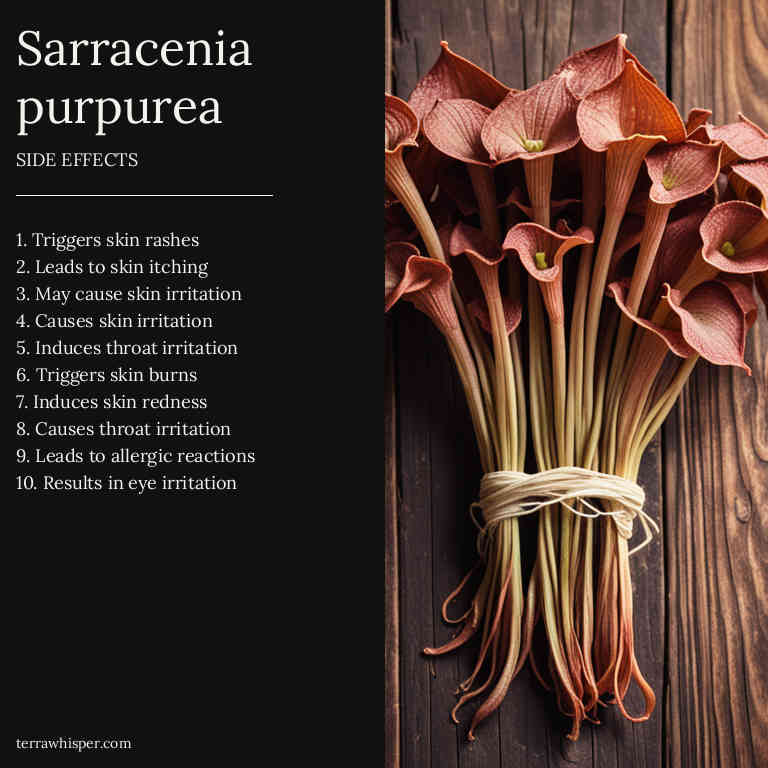 Sarracenia
purpurea
SIDE EFFECTS
1. Triggers skin rashes
2. Leads to skin itching
3. May cause skin irritation
4. Causes skin irritation
5. Induces throat irritation
6. Triggers skin burns
7. Induces skin redness
8. Causes throat irritation
9. Leads to allergic reactions
10. Results in eye irritation
terrawhisper.com